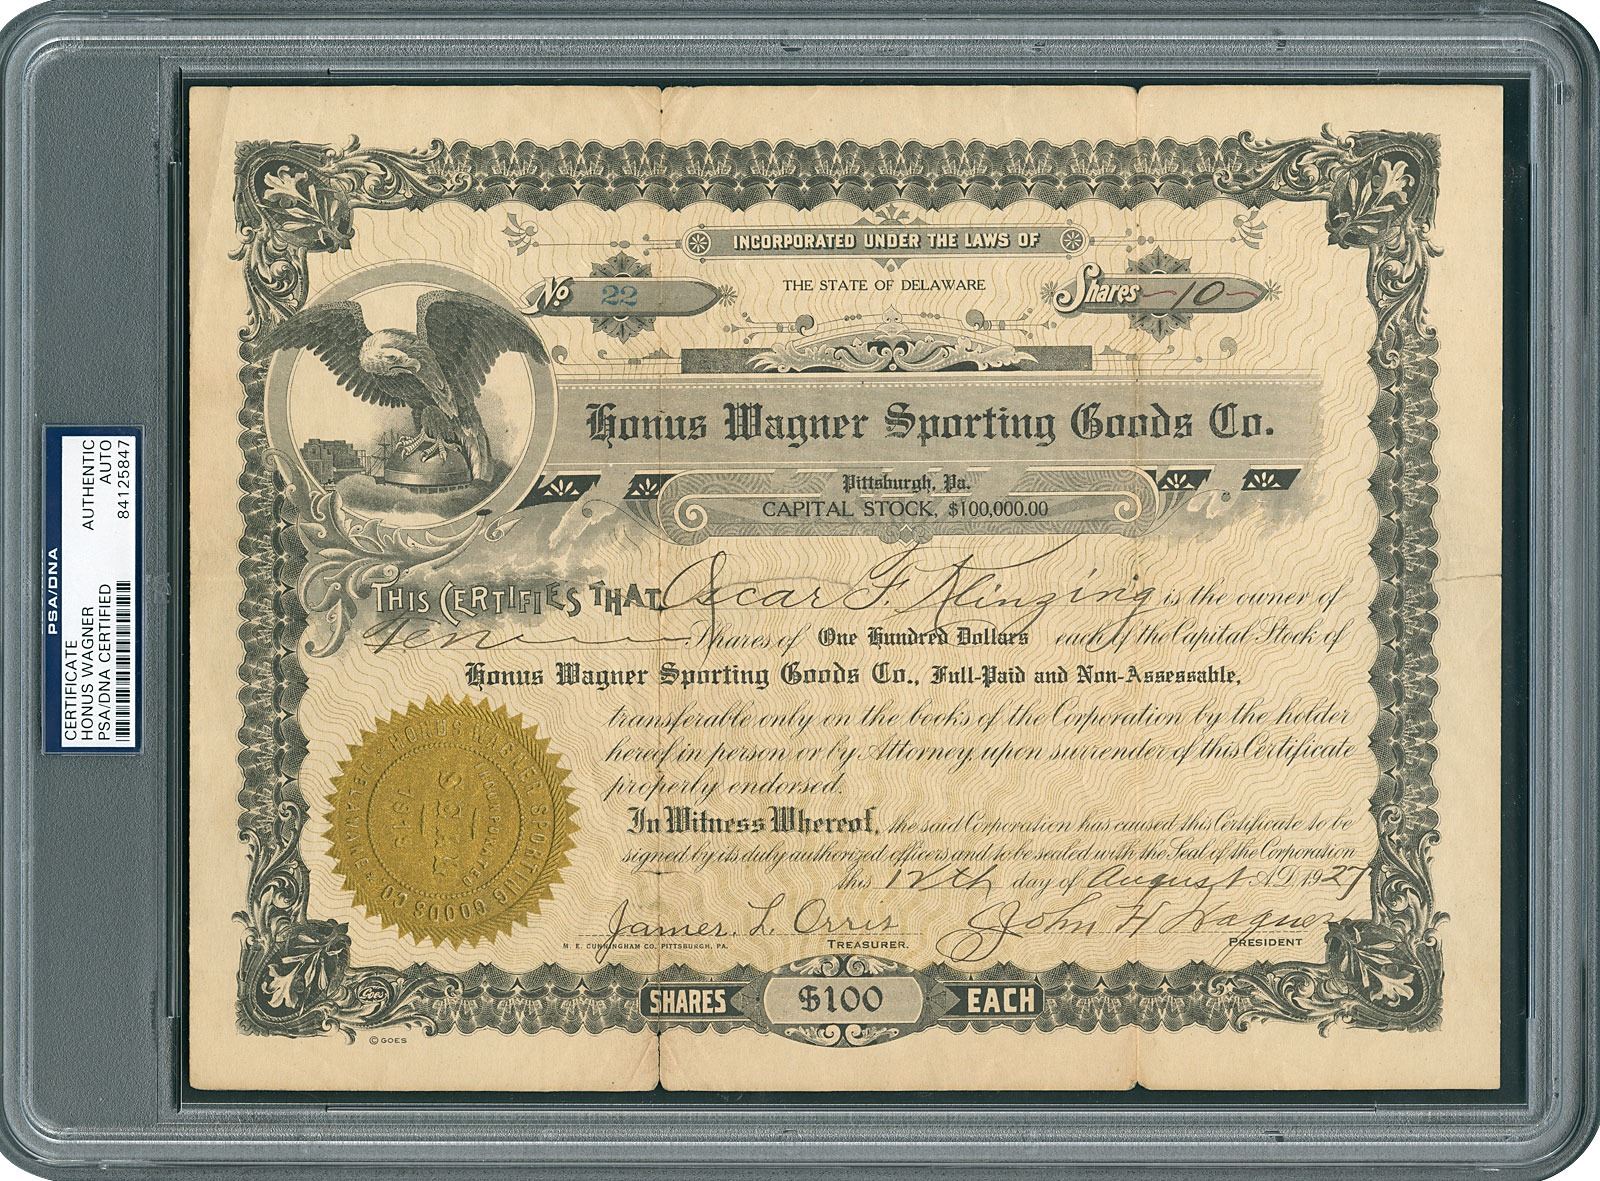 PSA/DNA
CERTIFICATE AUTHENTIC
HONUS WAGNER AUTO
PSA/DNA CERTIFIED 84125847
INCORPORATED UNDER THE LAWS OF
THE STATE OF DELAWARE
No 22
Shares 10
Honus Wagner Sporting Goods Co.
Pittsburgh, Pa.
CAPITAL STOCK, $100,000.00
THIS CERTIFIES THAT Oscar F. Klinzing is the owner of
Ten Shares of One Hundred Dollars each of the Capital Stock of
Honus Wagner Sporting Goods Co., Full-Paid and Non-Assessable,
transferable only on the books of the Corporation by the holder
hereof in person or by Attorney, upon surrender of this Certificate
properly endorsed.
In Witness Whereof, the said Corporation has caused this Certificate to be
signed by its duly authorized officers and to be sealed with the Seal of the Corporation
this 12th day of August A.D. 1927
James L. Orris John H Wagner
M. E. CUNNINGHAM CO. PITTSBURGH, PA. TREASURER. PRESIDENT
HONUS WAGNER SPORTING GOODS CO
DELAWARE
INCORPORATED
1919
SHARES $100 EACH
Goes
© GOES